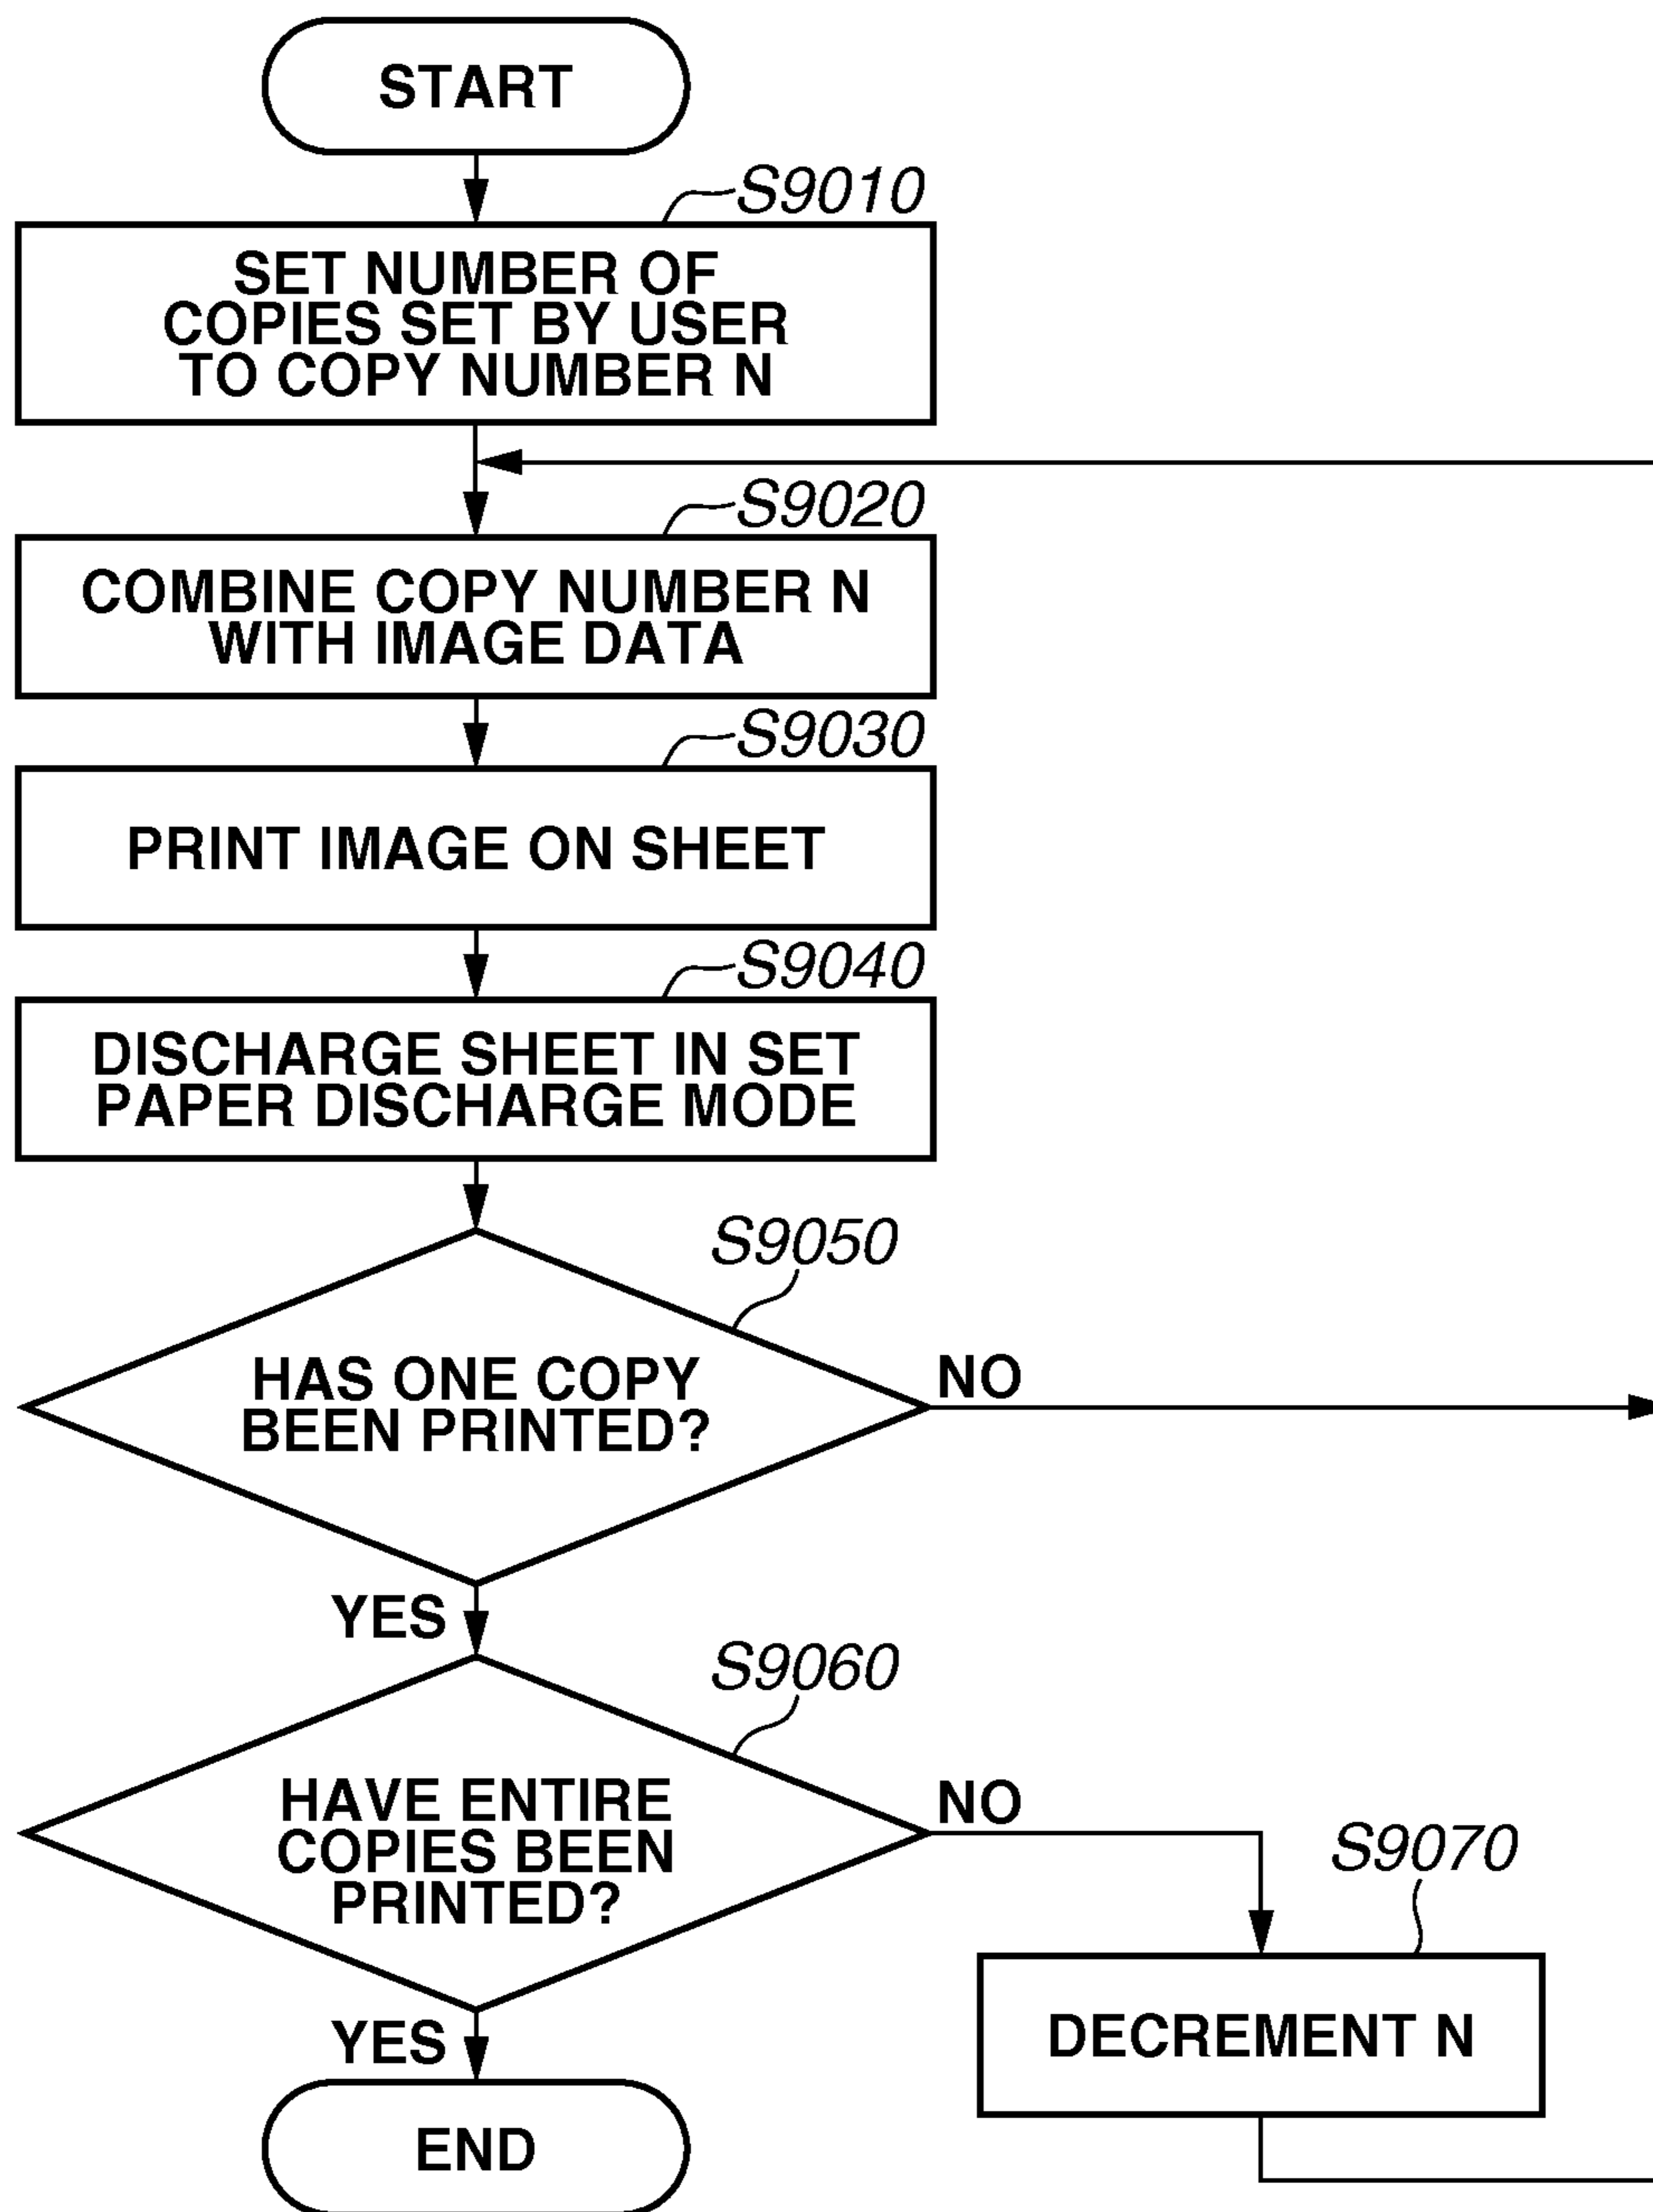 START
S9010
SET NUMBER OF
COPIES SET BY USER
TO COPY NUMBER N
S9020
COMBINE COPY NUMBER N
WITH IMAGE DATA
S9030
PRINT IMAGE ON SHEET
S9040
DISCHARGE SHEET IN SET
PAPER DISCHARGE MODE
S9050
HAS ONE COPY
BEEN PRINTED?
NO
YES
S9060
HAVE ENTIRE
COPIES BEEN
PRINTED?
NO
S9070
DECREMENT N
YES
END